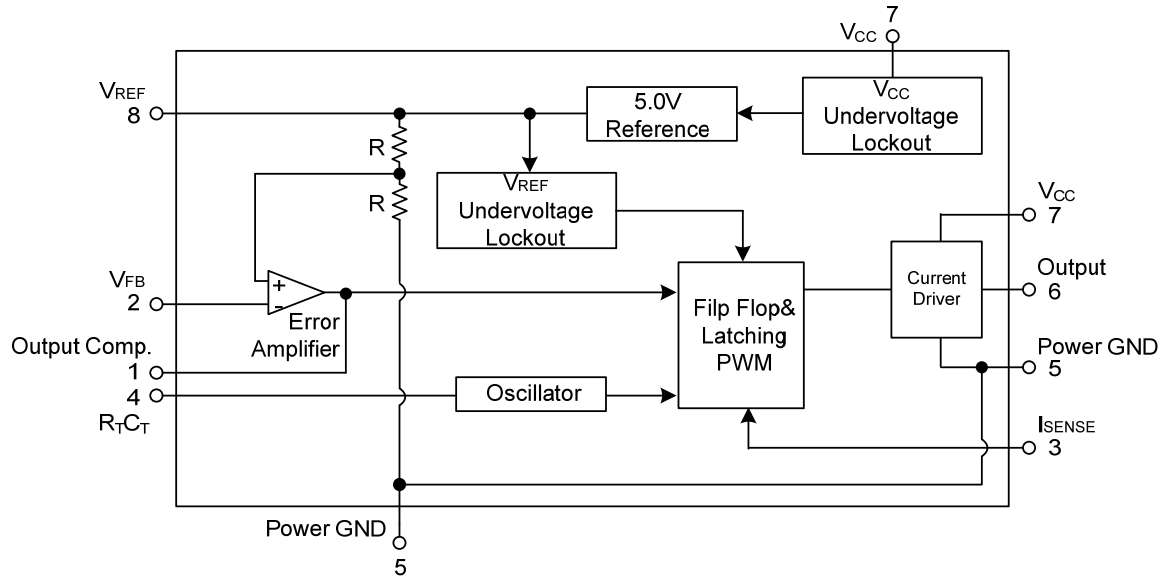 7
VCC
VREF
8
5.0V
Reference
VCC
Undervoltage
Lockout
R
R
VREF
Undervoltage
Lockout
VCC
7
VFB
2
+
-
Error
Amplifier
Filp Flop&
Latching
PWM
Current
Driver
Output
6
Output Comp.
1
Power GND
5
4
RTCT
Oscillator
ISENSE
3
Power GND
5